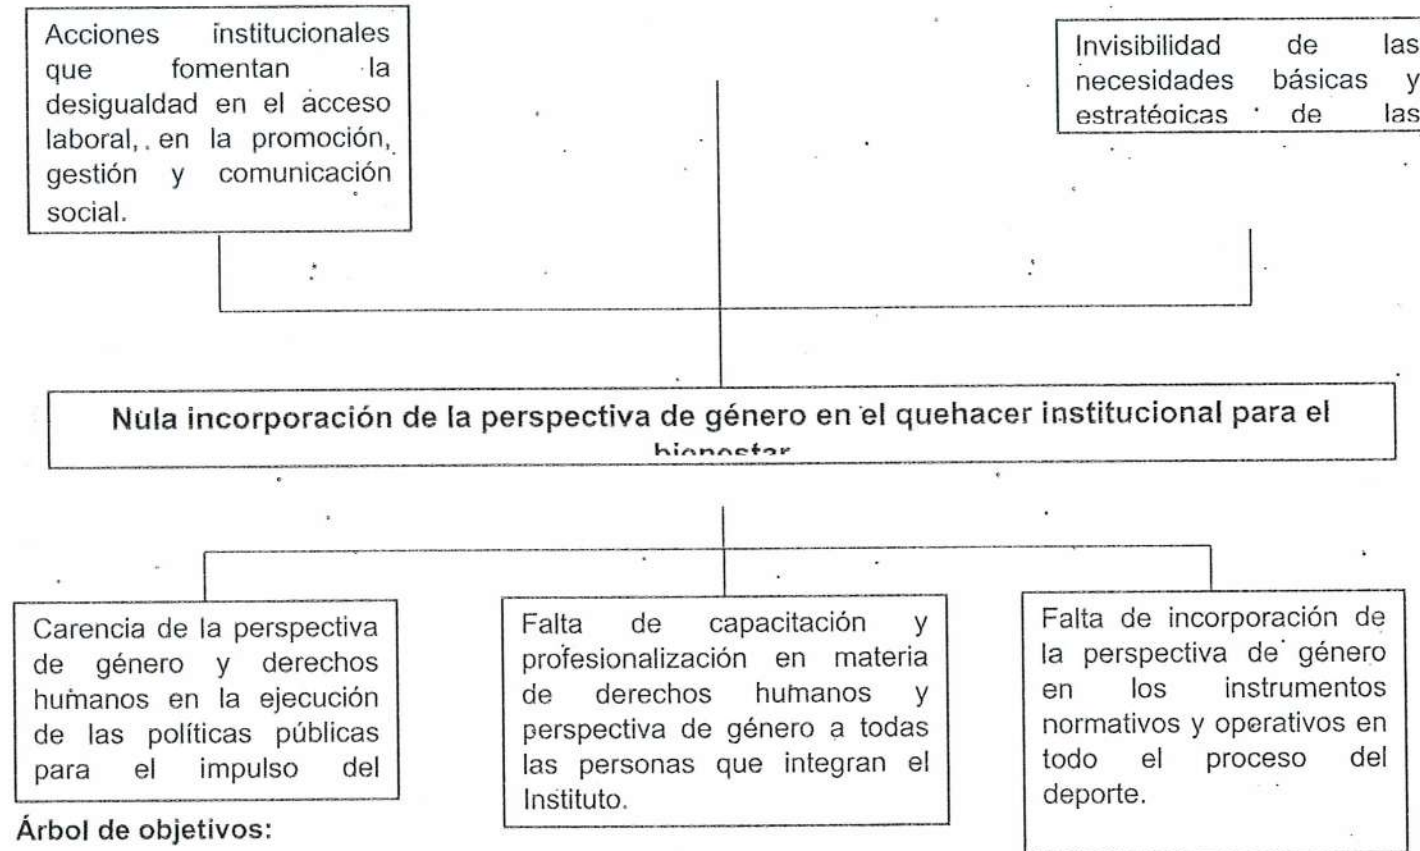 Acciones institucionales
que fomentan la
desigualdad en el acceso
laboral, en la promoción,
gestión y comunicación
social.
Invisibilidad de las
necesidades básicas y
estratégicas de las
Nula incorporación de la perspectiva de género en el quehacer institucional para el
bienestar
Carencia de la perspectiva
de género y derechos
humanos en la ejecución
de las políticas públicas
para el impulso del
Falta de capacitación y
profesionalización en materia
de derechos humanos y
perspectiva de género a todas
las personas que integran el
Instituto.
Falta de incorporación de
la perspectiva de género
en los instrumentos
normativos y operativos en
todo el proceso del
deporte.
Árbol de objetivos: